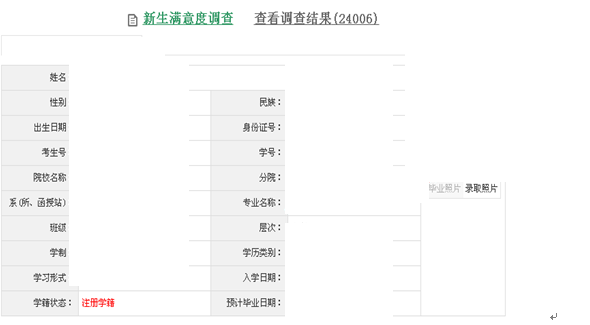 新生满意度调查 查看调查结果(24006)
姓名
性别 民族：
出生日期 身份证号：
考生号 学号：
院校名称 分院：
毕业照片 录取照片
系(所、函授站) 专业名称：
班级 层次：
学制 学历类别：
学习形式 入学日期：
学籍状态： 注册学籍 预计毕业日期：